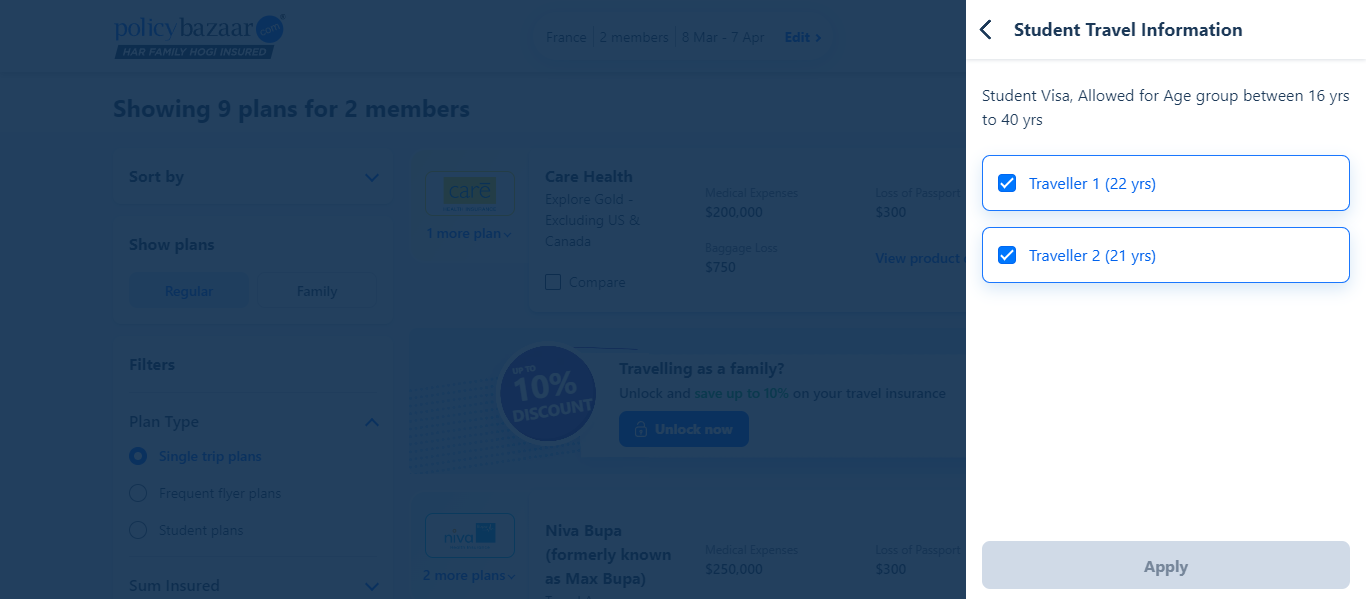 policybazaar.com
HAR FAMILY HOGI INSURED
France
2 members
8 Mar - 7 Apr
Edit
Showing 9 plans for 2 members
Sort by
Show plans
Regular
Family
Filters
Plan Type
Single trip plans
Frequent flyer plans
Student plans
Sum Insured
care
1 more plan
Care Health
Explore Gold -
Excluding US &
Canada
Compare
Medical Expenses
$200,000
Loss of Passport
$300
Baggage Loss
$750
View product
UP TO
10%
DISCOUNT
Travelling as a family?
Unlock and save up to 10% on your travel insurance
Unlock now
niva
2 more plans
Niva Bupa
(formerly known
as Max Bupa)
Medical Expenses
$250,000
Loss of Passport
$300
Student Travel Information
Student Visa, Allowed for Age group between 16 yrs
to 40 yrs
Traveller 1 (22 yrs)
Traveller 2 (21 yrs)
Apply